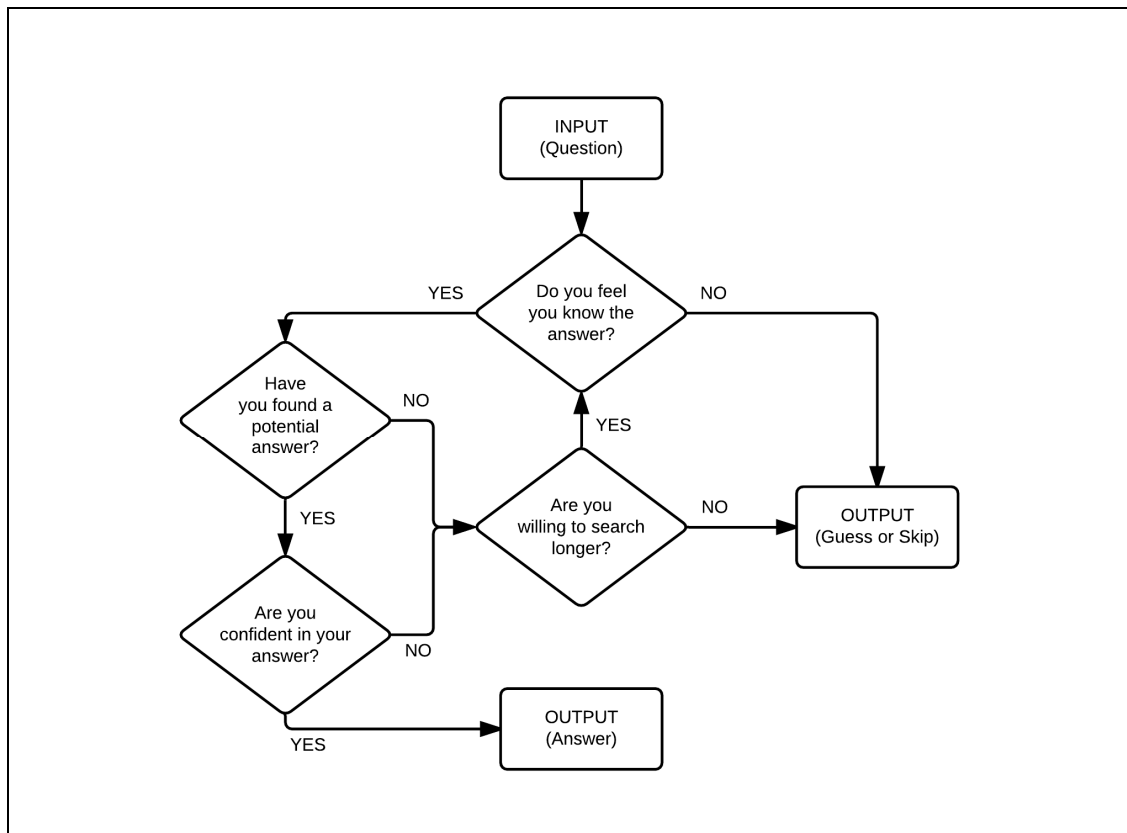 INPUT
(Question)
YES
Do you feel
you know the
answer?
NO
Have
you found a
potential
answer?
NO
YES
YES
Are you
willing to search
longer?
NO
OUTPUT
(Guess or Skip)
Are you
confident in your
answer?
NO
YES
OUTPUT
(Answer)